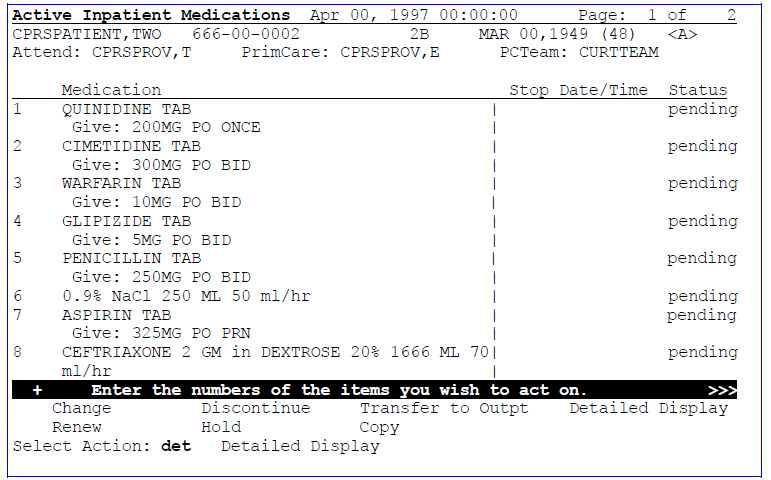 Active Inpatient Medications  Apr 00, 1997 00:00:00      Page:  1 of    2
CPRSPATIENT,TWO   666-00-0002           2B     MAR 00,1949 (48)   <A>
Attend: CPRSPROV,T     PrimCare: CPRSPROV,E      PCTeam: CURTTEAM
     Medication                                   Stop Date/Time  Status
1    QUINIDINE TAB                              |                 pending
      Give: 200MG PO ONCE                       |
2    CIMETIDINE TAB                             |                 pending
      Give: 300MG PO BID                        |
3    WARFARIN TAB                               |                 pending
      Give: 10MG PO BID                         |
4    GLIPIZIDE TAB                              |                 pending
      Give: 5MG PO BID                          |
5    PENICILLIN TAB                             |                 pending
      Give: 250MG PO BID                        |
6    0.9% NaCl 250 ML 50 ml/hr                  |                 pending
7    ASPIRIN TAB                                |                 pending
      Give: 325MG PO PRN                        |
8    CEFTRIAXONE 2 GM in DEXTROSE 20% 1666 ML 70|                 pending
     ml/hr                                      |
  +     Enter the numbers of the items you wish to act on.            >>>
    Change         Discontinue     Transfer to Outpt    Detailed Display
    Renew          Hold            Copy
Select Action: det   Detailed Display